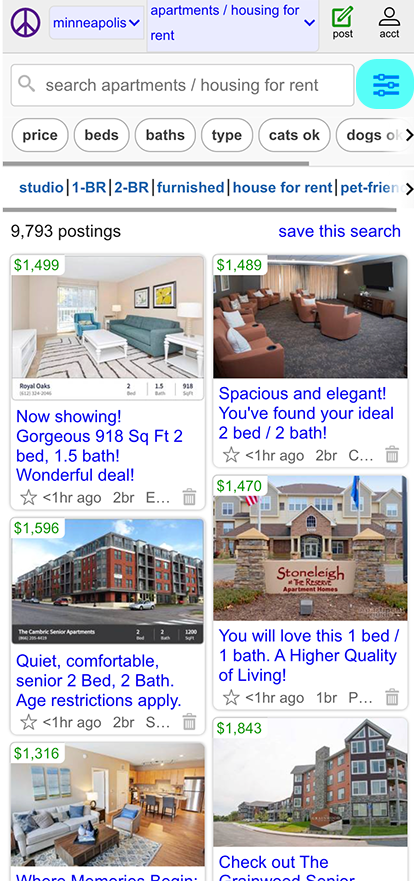 minneapolis
apartments / housing for
rent
post
acct
search apartments / housing for rent
price
beds
baths
type
cats ok
dogs ok
studio|1-BR|2-BR|furnished|house for rent|pet-frien
9,793 postings
save this search
$1,499
Royal Oaks
2
1.5
918
Bed
Bath
SqFt
Now showing!
Gorgeous 918 Sq Ft 2
bed, 1.5 bath!
Wonderful deal!
<1hr ago 2br E...
$1,489
Spacious and elegant!
You've found your ideal
2 bed / 2 bath!
<1hr ago 2br C...
$1,596
The Cambric Senior Apartments
2
2
1200
Bed
Bath
SqFt
Quiet, comfortable,
senior 2 Bed, 2 Bath.
Age restrictions apply.
<1hr ago 2br S...
$1,470
Stoneleigh
AT THE RESERVE
Apartment Homes
You will love this 1 bed /
1 bath. A Higher Quality
of Living!
<1hr ago 1br P...
$1,316
Where Memories Begin:
$1,843
Check out The
Grainwood Senior